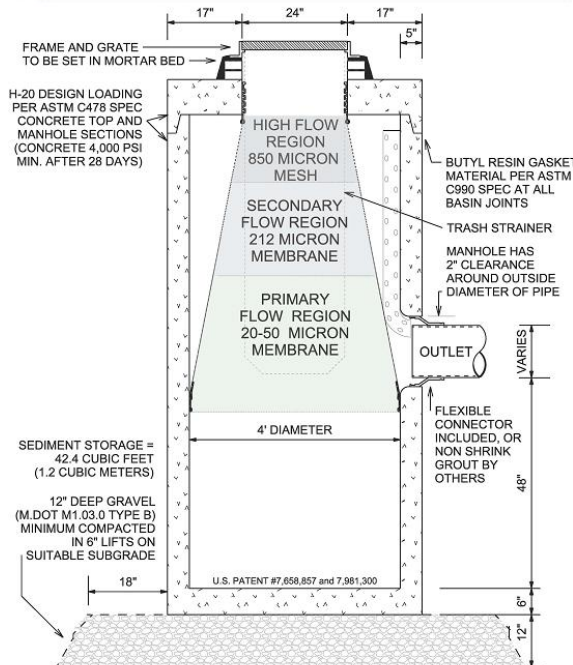 17"
24"
17"
5"
FRAME AND GRATE
TO BE SET IN MORTAR BED
H-20 DESIGN LOADING
PER ASTM C478 SPEC
CONCRETE TOP AND
MANHOLE SECTIONS
(CONCRETE 4,000 PSI
MIN. AFTER 28 DAYS)
HIGH FLOW
REGION
850 MICRON
MESH
SECONDARY
FLOW REGION
212 MICRON
MEMBRANE
PRIMARY
FLOW REGION
20-50 MICRON
MEMBRANE
BUTYL RESIN GASKET
MATERIAL PER ASTM
C990 SPEC AT ALL
BASIN JOINTS
TRASH STRAINER
MANHOLE HAS
2" CLEARANCE
AROUND OUTSIDE
DIAMETER OF PIPE
OUTLET
VARIES
FLEXIBLE
CONNECTOR
INCLUDED, OR
NON SHRINK
GROUT BY
OTHERS
4' DIAMETER
48"
SEDIMENT STORAGE =
42.4 CUBIC FEET
(1.2 CUBIC METERS)
12" DEEP GRAVEL
(M.DOT M1.03.0 TYPE B)
MINIMUM COMPACTED
IN 6" LIFTS ON
SUITABLE SUBGRADE
18"
U.S. PATENT #7,658,857 and 7,981,300
6"
12"